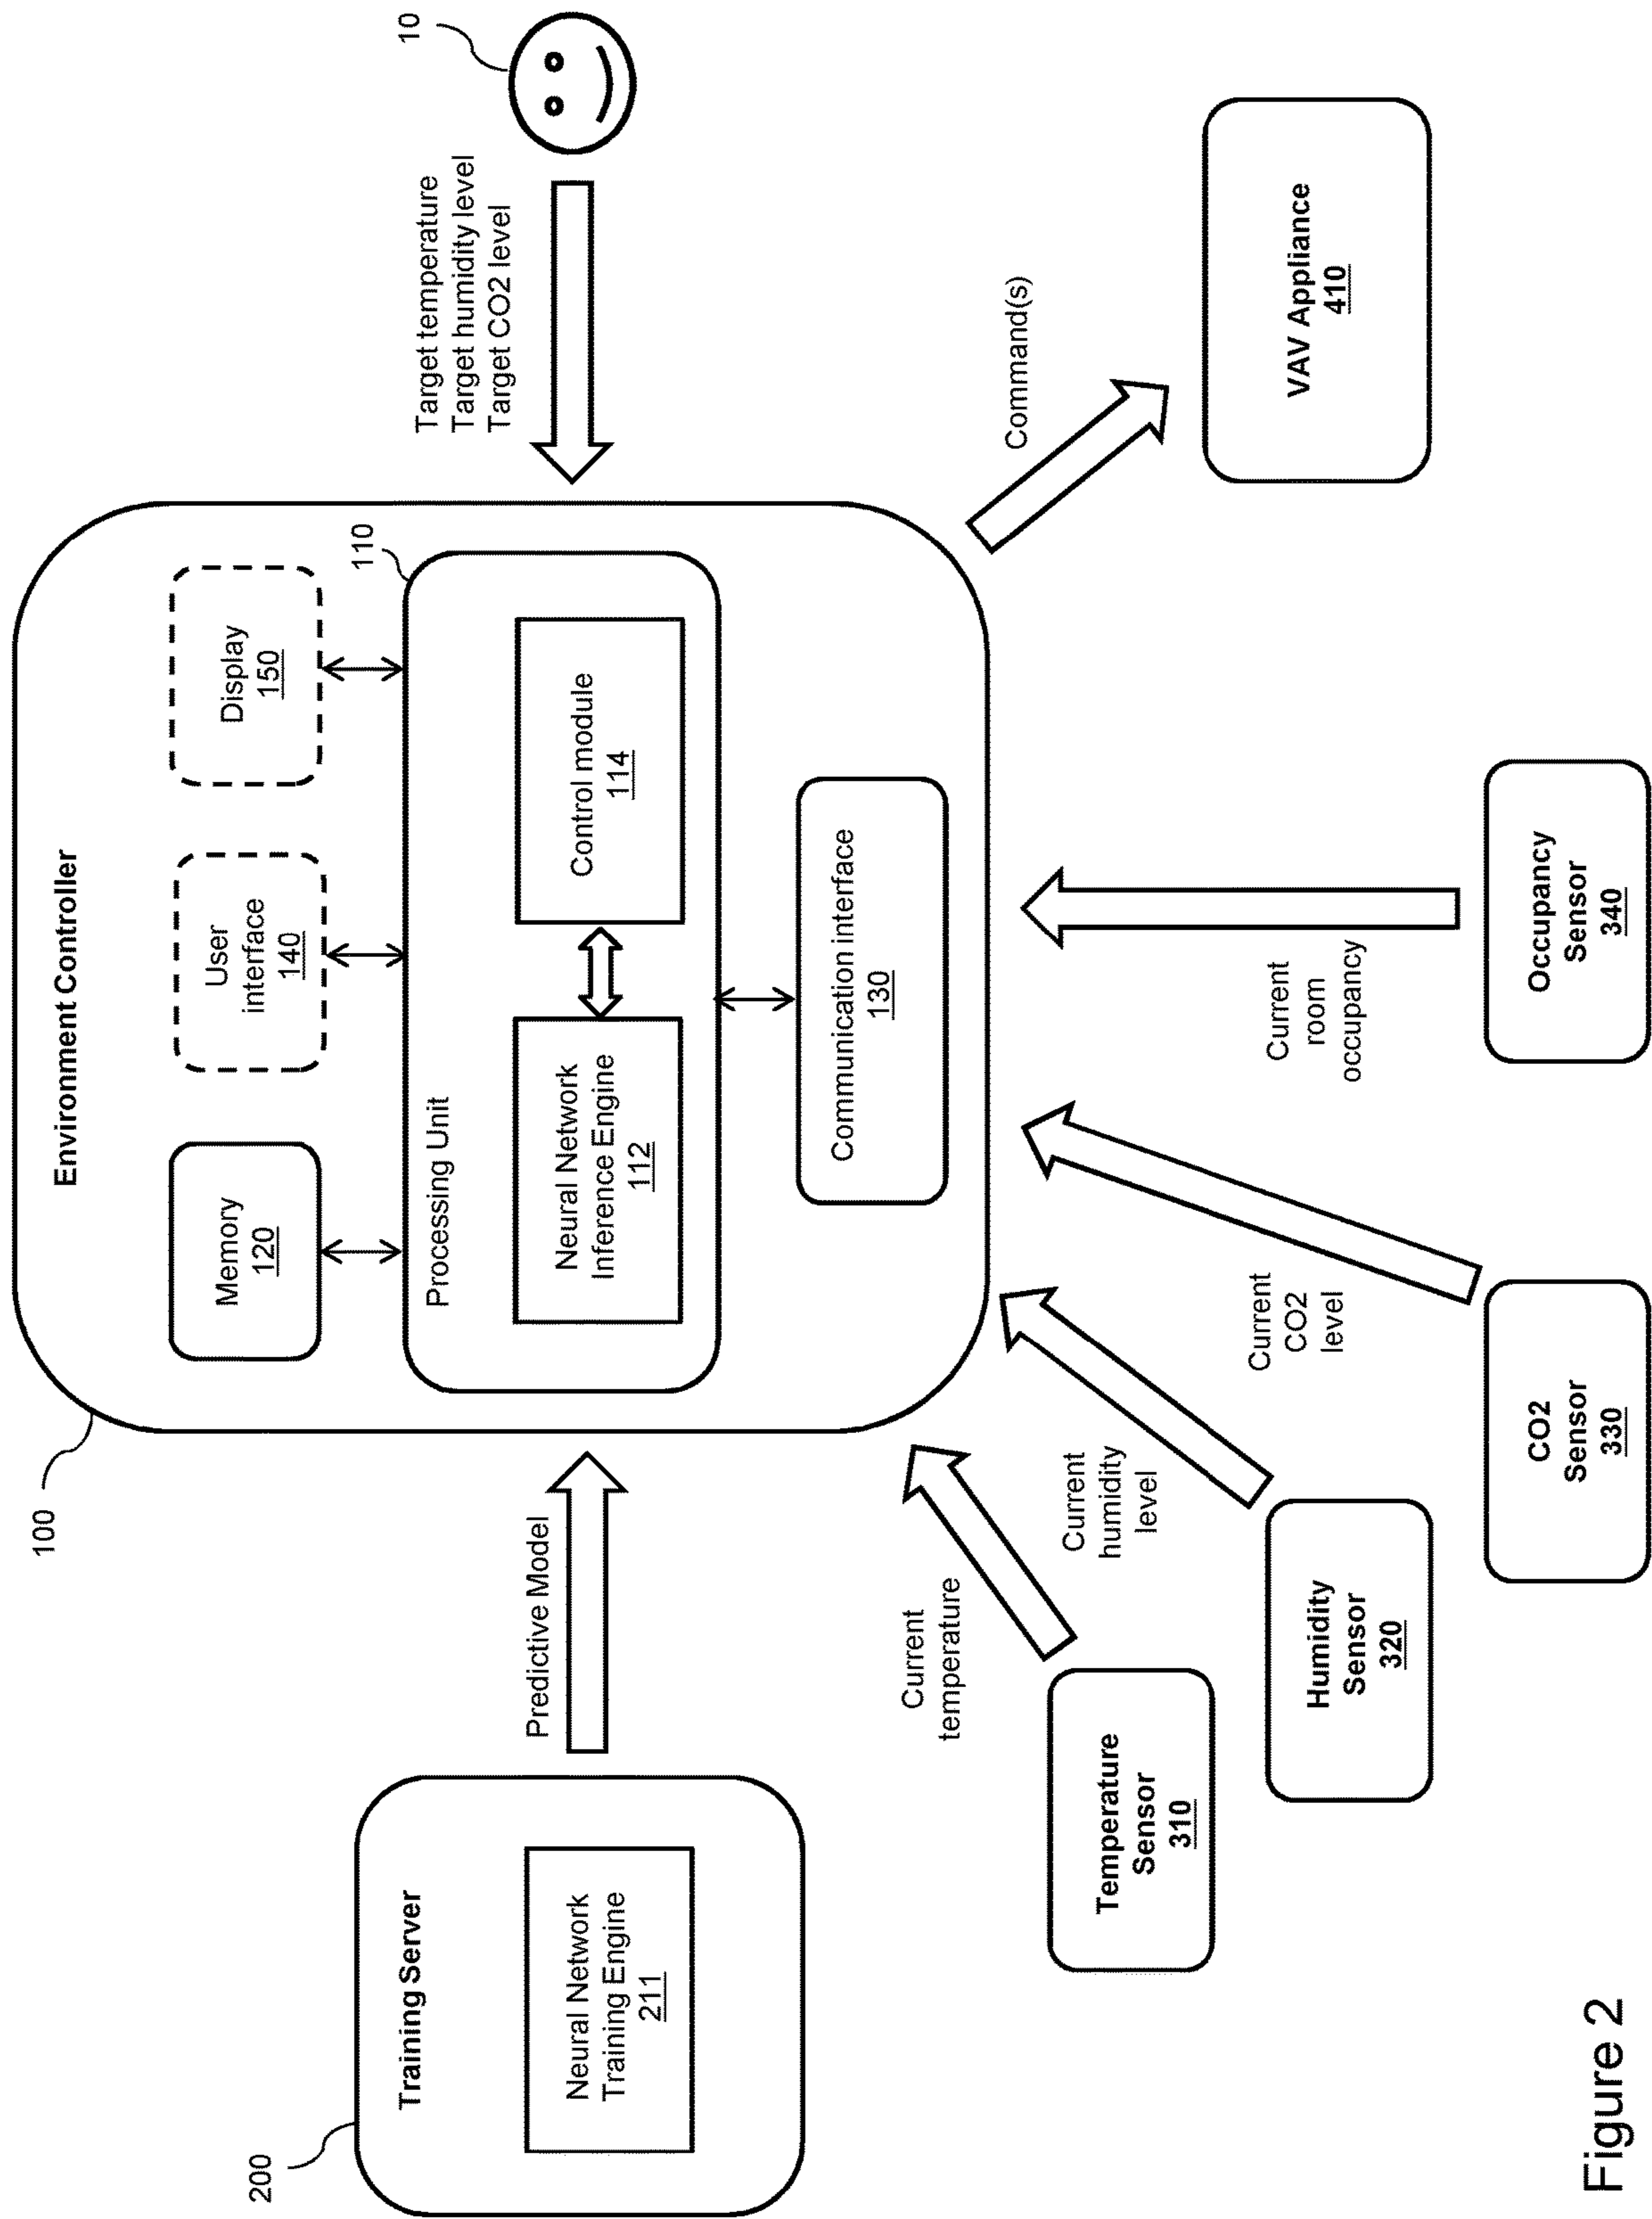 100
Environment Controller
Memory
120
User
interface
140
Display
150
110
Processing Unit
Neural Network
Inference Engine
112
Control module
114
Communication interface
130
200
Training Server
Neural Network
Training Engine
211
Predictive Model
10
Target temperature
Target humidity level
Target CO2 level
Current
temperature
Current
humidity
level
Current
CO2
level
Current
room
occupancy
Command(s)
Temperature
Sensor
310
Humidity
Sensor
320
CO2
Sensor
330
Occupancy
Sensor
340
VAV Appliance
410
Figure 2